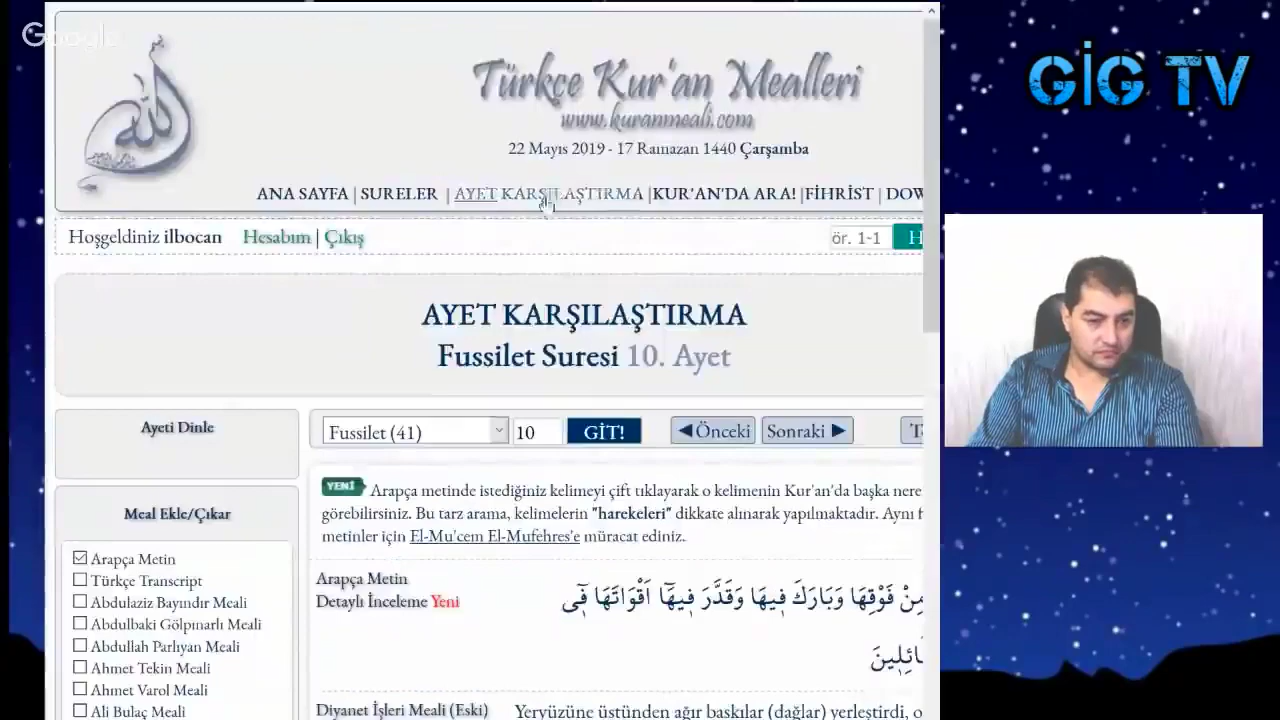 Google
GİG TV
Türkçe Kur'an Mealleri
www.kuranmeali.com
22 Mayıs 2019 - 17 Ramazan 1440 Çarşamba
ANA SAYFA | SURELER | AYET KARŞILAŞTIRMA |KUR'AN'DA ARA! |FİHRİST | DOW
Hoşgeldiniz ilbocan Hesabım | Çıkış ör. 1-1 H
AYET KARŞILAŞTIRMA
Fussilet Suresi 10. Ayet
Ayeti Dinle
Fussilet (41) 10 GİT! ◀Önceki Sonraki ▶
Meal Ekle/Çıkar
Arapça Metin
Türkçe Transcript
Abdulaziz Bayındır Meali
Abdulbaki Gölpınarlı Meali
Abdullah Parlıyan Meali
Ahmet Tekin Meali
Ahmet Varol Meali
Ali Bulaç Meali
YENİ Arapça metinde istediğiniz kelimeyi çift tıklayarak o kelimenin Kur'an'da başka nere
görebilirsiniz. Bu tarz arama, kelimelerin "harekeleri" dikkate alınarak yapılmaktadır. Aynı
metinler için El-Mu'cem El-Mufehres'e müracat ediniz.
Arapça Metin
Detaylı İnceleme Yeni
مِنْ فَوْقِهَا وَبَارَكَ ف۪يهَا وَقَدَّرَ ف۪يهَٓا اَقْوَاتَهَا ف۪ٓي
Diyanet İşleri Meali (Eski) Yeryüzüne üstünden ağır baskılar (dağlar) yerleştirdi, o